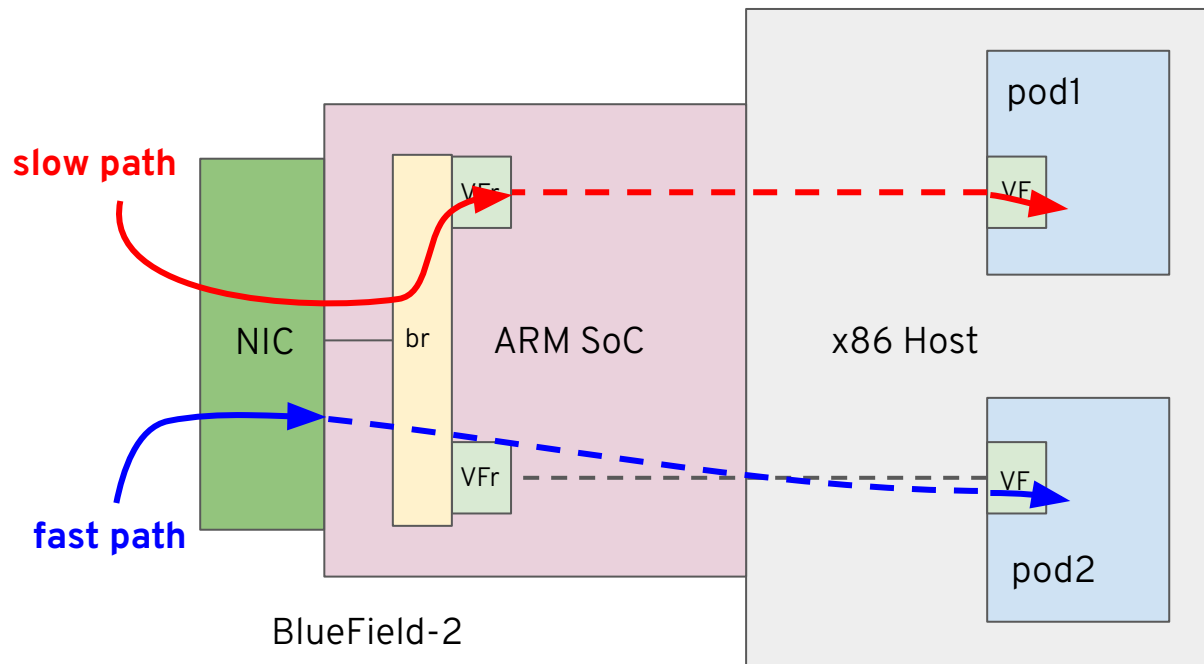 pod1
slow path
VFr
VF
NIC
br
ARM SoC
x86 Host
VFr
VF
fast path
pod2
BlueField-2